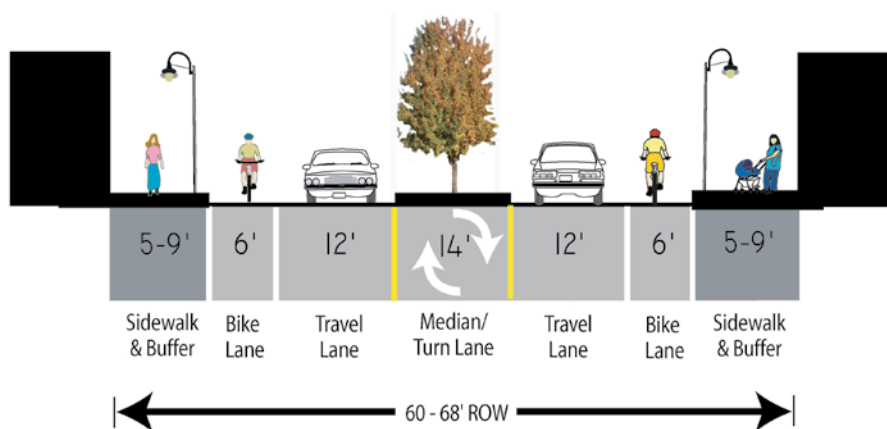 5-9'
6'
12'
14'
12'
6'
5-9'
Sidewalk
& Buffer
Bike
Lane
Travel
Lane
Median/
Turn Lane
Travel
Lane
Bike
Lane
Sidewalk
& Buffer
60 - 68' ROW